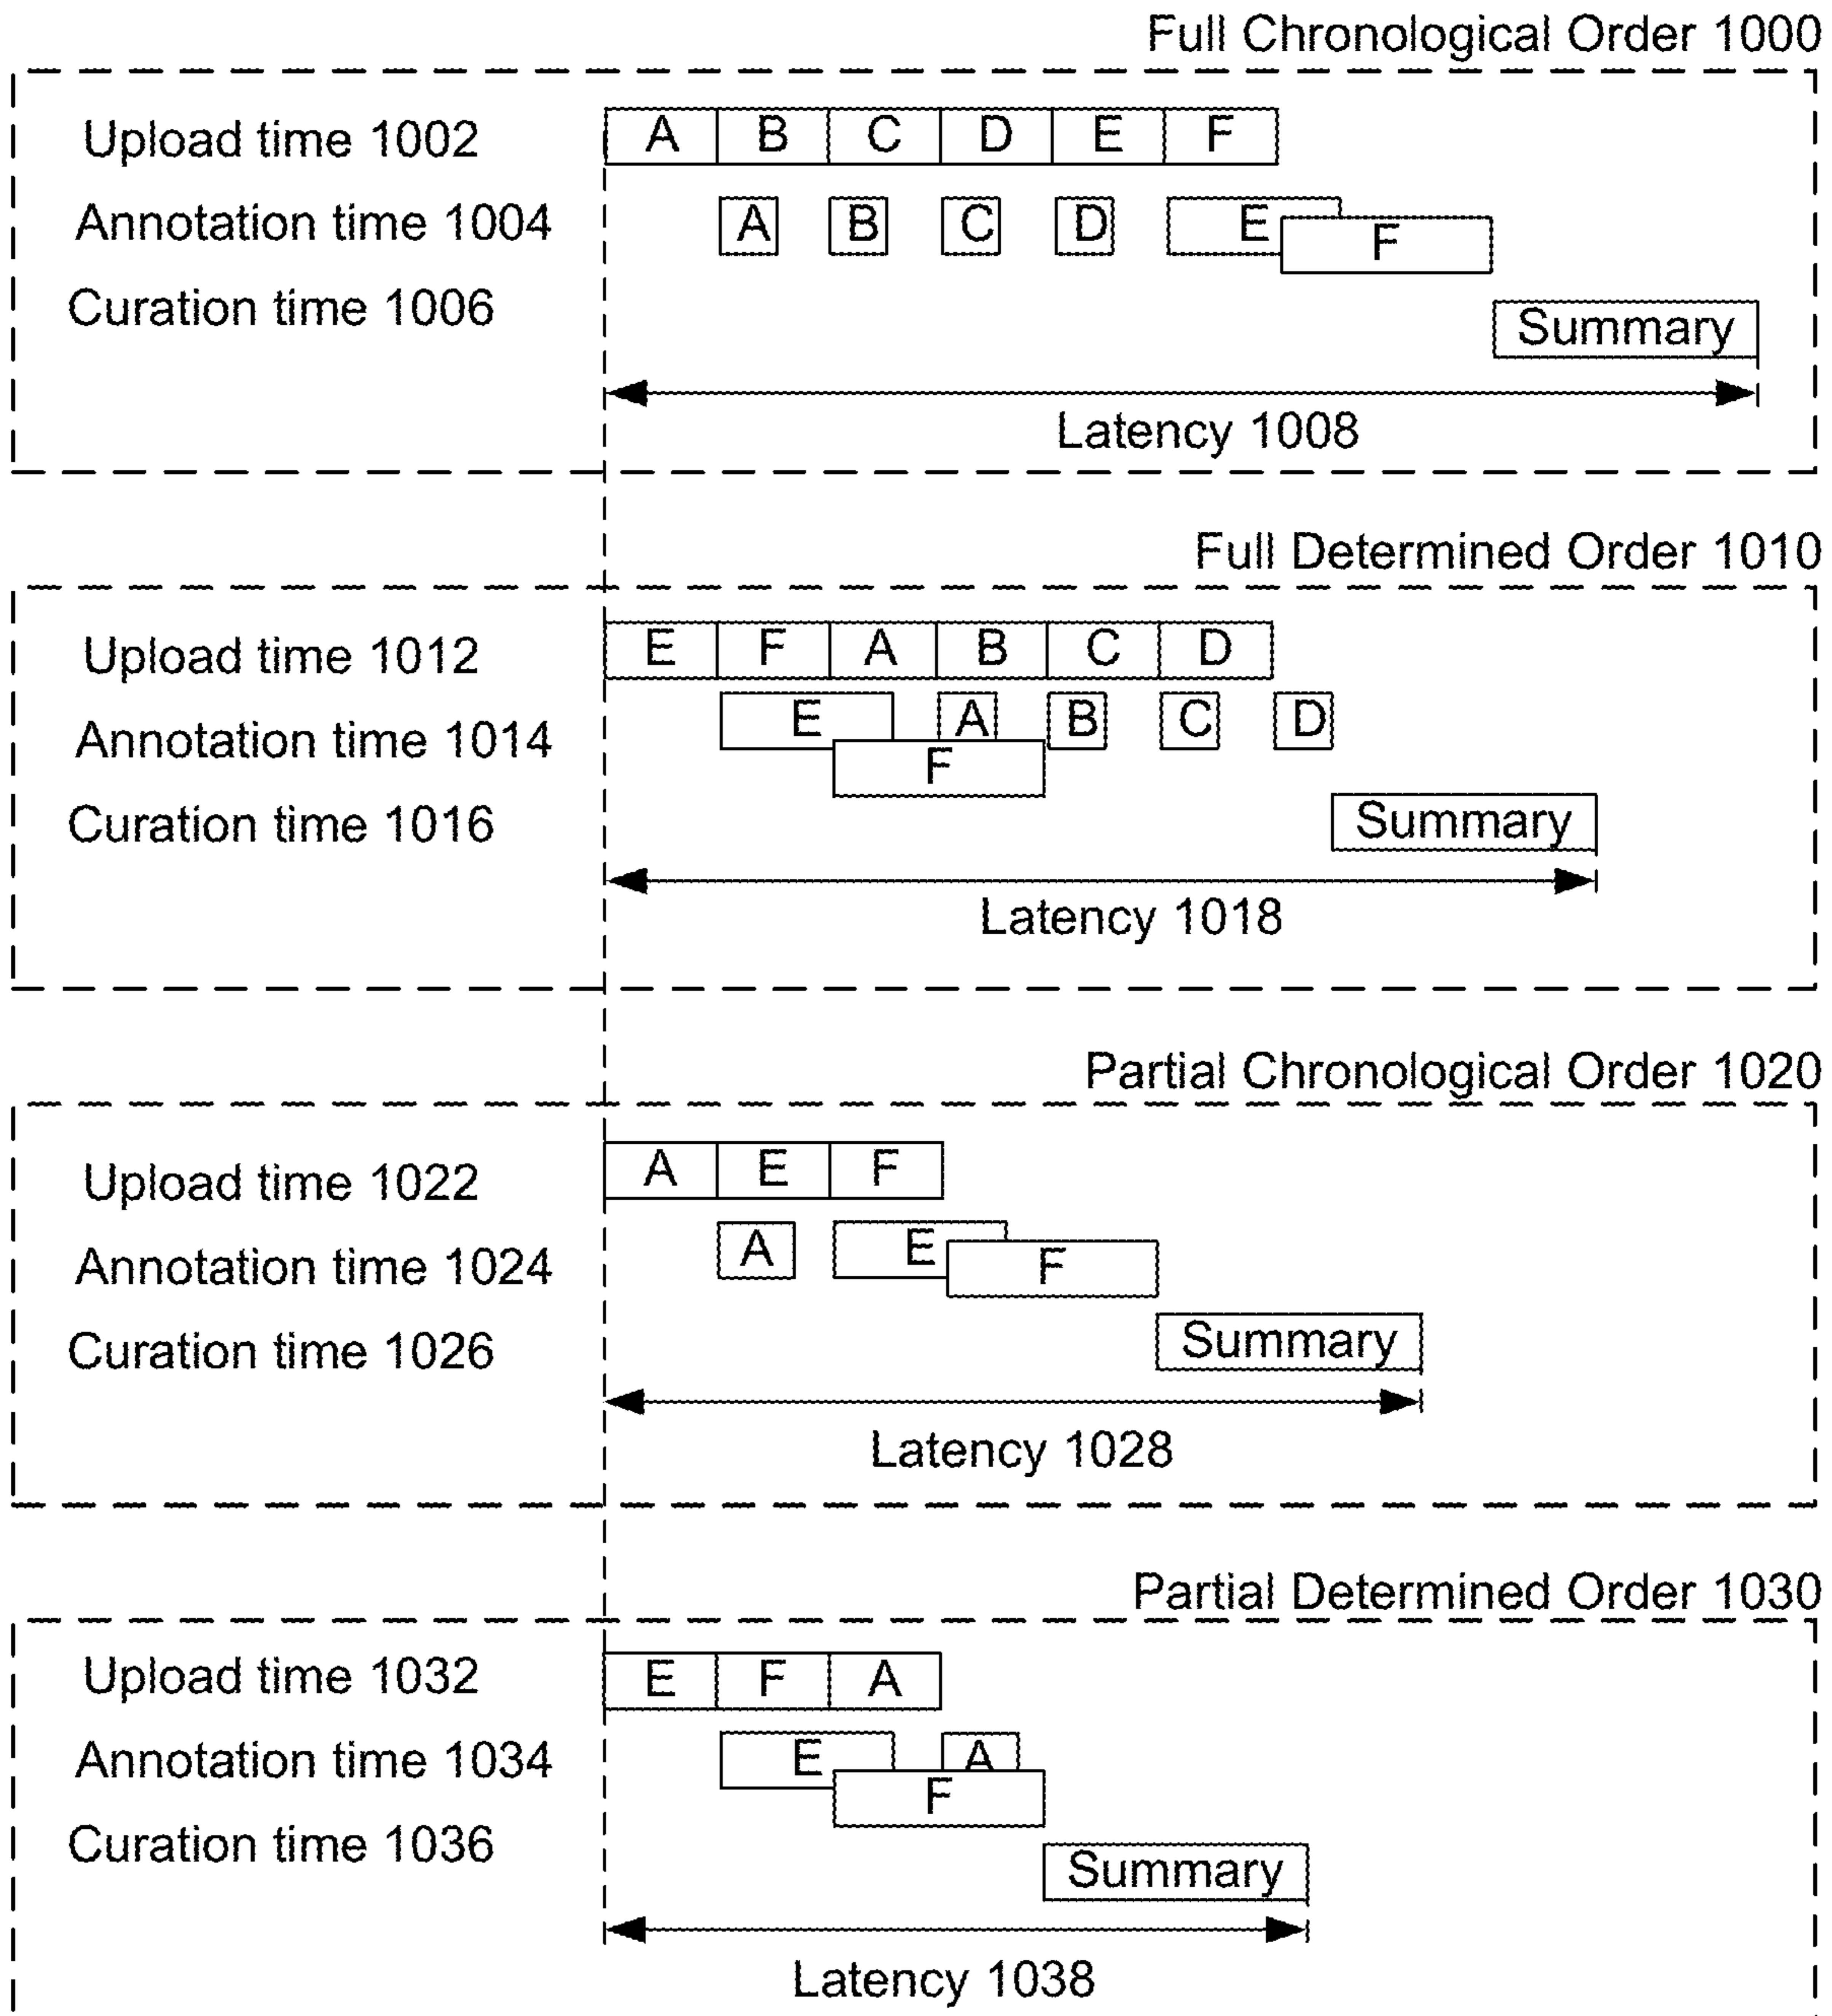 Full Chronological Order 1000
Upload time 1002
A B C D E F
Annotation time 1004
A B C D E F
Curation time 1006
Summary
Latency 1008
Full Determined Order 1010
Upload time 1012
E F A B C D
Annotation time 1014
E A B C D
F
Curation time 1016
Summary
Latency 1018
Partial Chronological Order 1020
Upload time 1022
A E F
Annotation time 1024
A E F
Curation time 1026
Summary
Latency 1028
Partial Determined Order 1030
Upload time 1032
E F A
Annotation time 1034
E A
F
Curation time 1036
Summary
Latency 1038